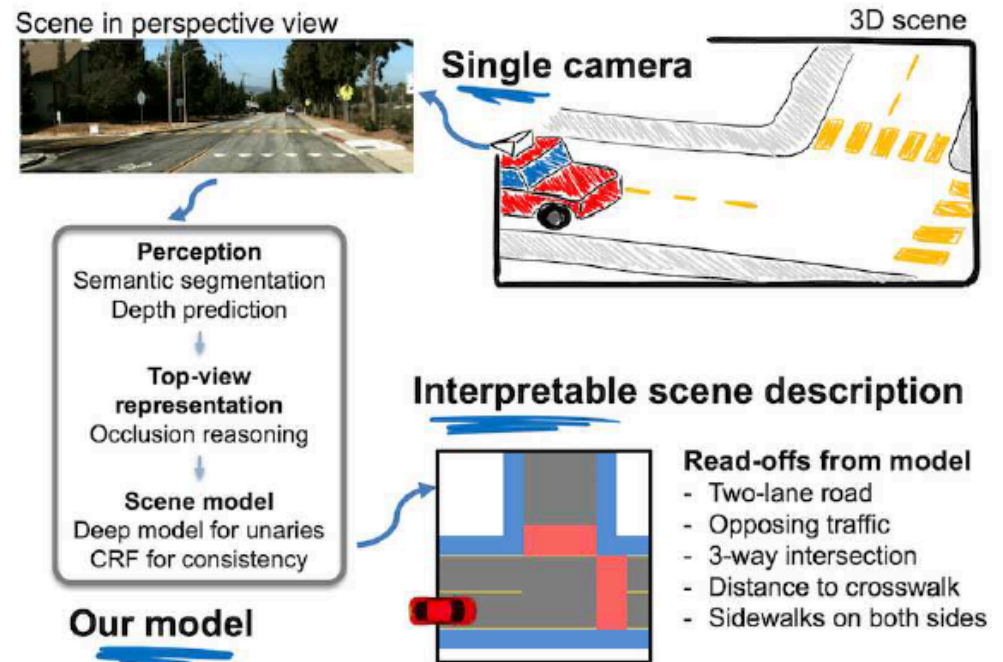 Scene in perspective view
3D scene
Single camera
Perception
Semantic segmentation
Depth prediction
Top-view
representation
Occlusion reasoning
Scene model
Deep model for unaries
CRF for consistency
Our model
Interpretable scene description
Read-offs from model
- Two-lane road
- Opposing traffic
- 3-way intersection
- Distance to crosswalk
- Sidewalks on both sides